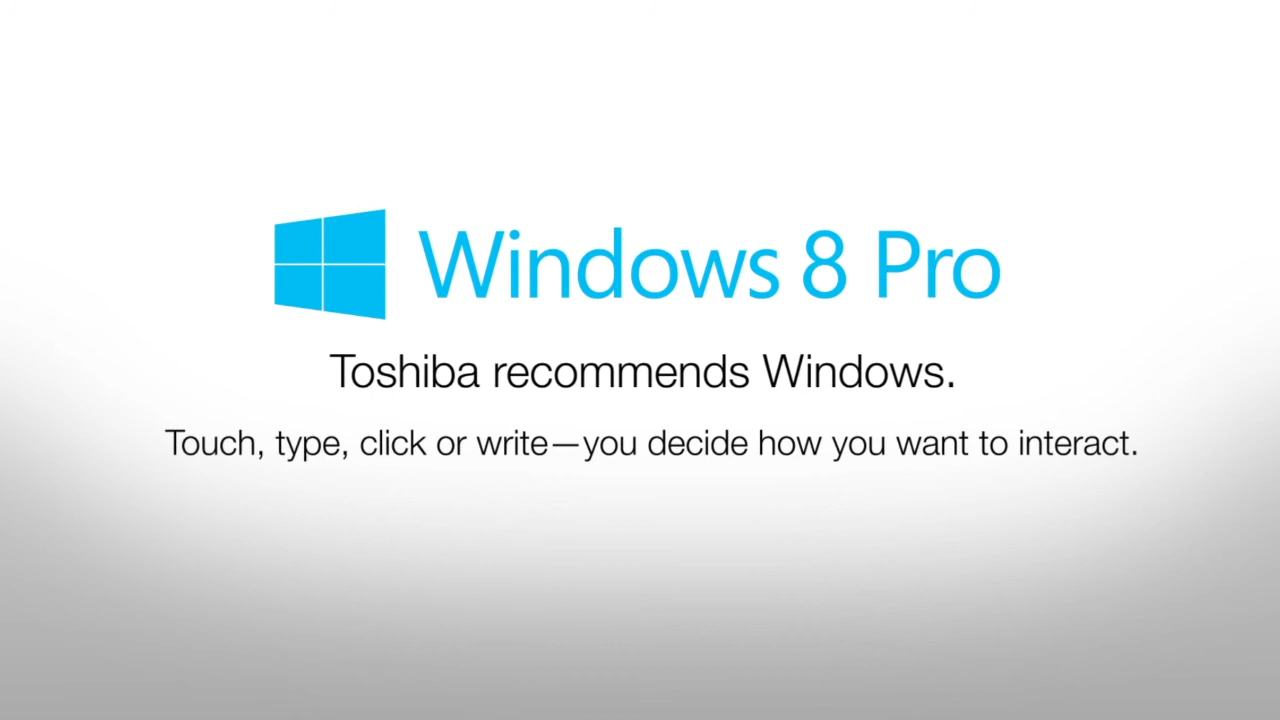 Windows 8 Pro
Toshiba recommends Windows.
Touch, type, click or write—you decide how you want to interact.